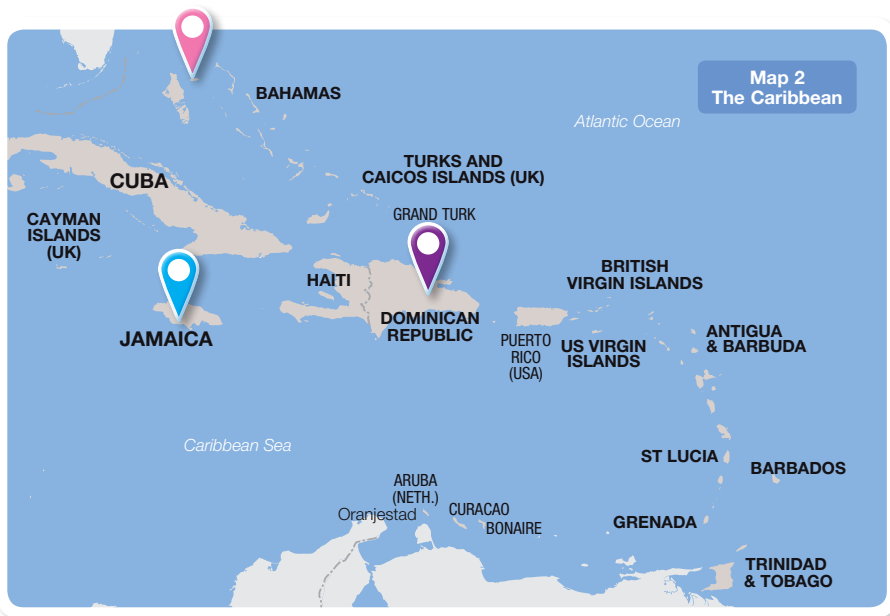 Map 2
The Caribbean
BAHAMAS
Atlantic Ocean
TURKS AND
CAICOS ISLANDS (UK)
CUBA
GRAND TURK
CAYMAN
ISLANDS
(UK)
BRITISH
VIRGIN ISLANDS
HAITI
DOMINICAN
REPUBLIC
JAMAICA
PUERTO
RICO
(USA)
US VIRGIN
ISLANDS
ANTIGUA
& BARBUDA
Caribbean Sea
ST LUCIA
BARBADOS
ARUBA
(NETH.)
Oranjestad
CURACAO
BONAIRE
GRENADA
TRINIDAD
& TOBAGO